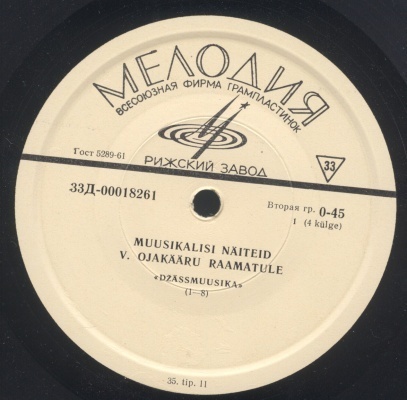 МЕЛОДИЯ
ВСЕСОЮЗНАЯ ФИРМА ГРАМПЛАСТИНОК
Гост 5289-61
РИЖСКИЙ ЗАВОД
33
33Д-00018261
Вторая гр. 0-45
1 (4 külge)
MUUSIKALISI NÄITEID
V. OJAKÄÄRU RAAMATULE
«DŽÄSSMUUSIKA»
(1—8)
35. tip. 11